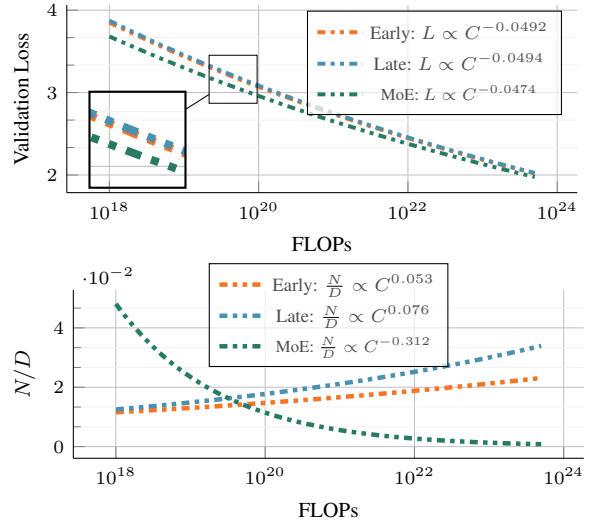 4
3
2
Validation Loss
Early: L ∝ C^−0.0492
Late: L ∝ C^−0.0494
MoE: L ∝ C^−0.0474
10^18
10^20
10^22
10^24
FLOPs
·10^−2
4
2
0
N/D
Early: N/D ∝ C^0.053
Late: N/D ∝ C^0.076
MoE: N/D ∝ C^−0.312
10^18
10^20
10^22
10^24
FLOPs